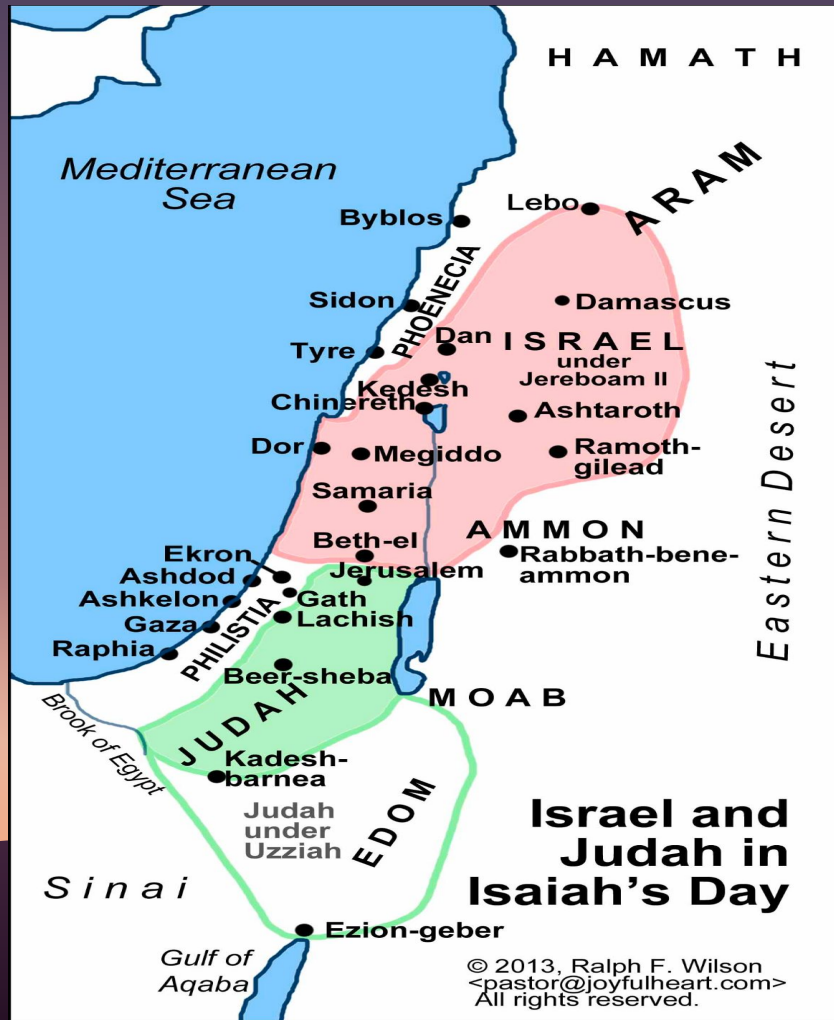 HAMATH
Mediterranean
Sea
ARAM
Lebo
Byblos
PHOENECIA
Sidon
Damascus
Tyre
Dan
ISRAEL
under
Jereboam II
Kedesh
Chinereth
Ashtaroth
Dor
Megiddo
Ramoth-
gilead
Samaria
Eastern Desert
AMMON
Beth-el
Rabbath-bene-
ammon
Ekron
Jerusalem
Ashdod
Ashkelon
Gath
Gaza
Lachish
PHILISTIA
Raphia
Beer-sheba
MOAB
JUDAH
Brook of Egypt
Kadesh-
barnea
Judah
under
Uzziah
EDOM
Israel and
Judah in
Isaiah's Day
Sinai
Ezion-geber
Gulf of
Aqaba
© 2013, Ralph F. Wilson
<pastor@joyfulheart.com>
All rights reserved.